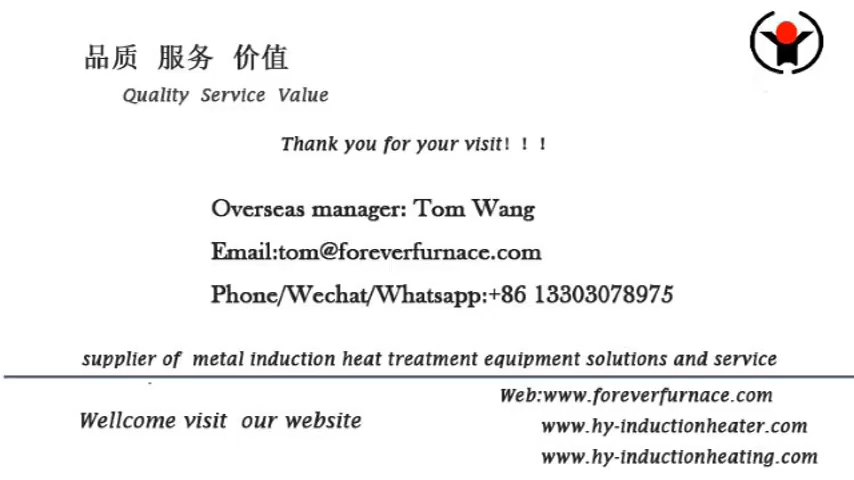 品质 服务 价值
Quality Service Value
Thank you for your visit！！！
Overseas manager: Tom Wang
Email:tom@foreverfurnace.com
Phone/Wechat/Whatsapp:+86 13303078975
supplier of metal induction heat treatment equipment solutions and service
Web:www.foreverfurnace.com
Wellcome visit our website
www.hy-inductionheater.com
www.hy-inductionheating.com